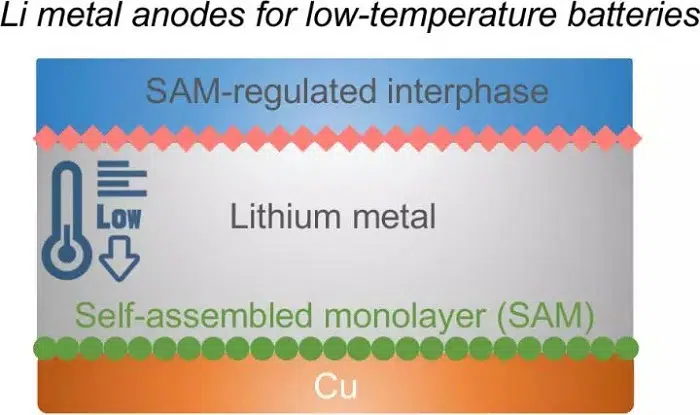 Li metal anodes for low-temperature batteries
SAM-regulated interphase
Low
Lithium metal
Self-assembled monolayer (SAM)
Cu